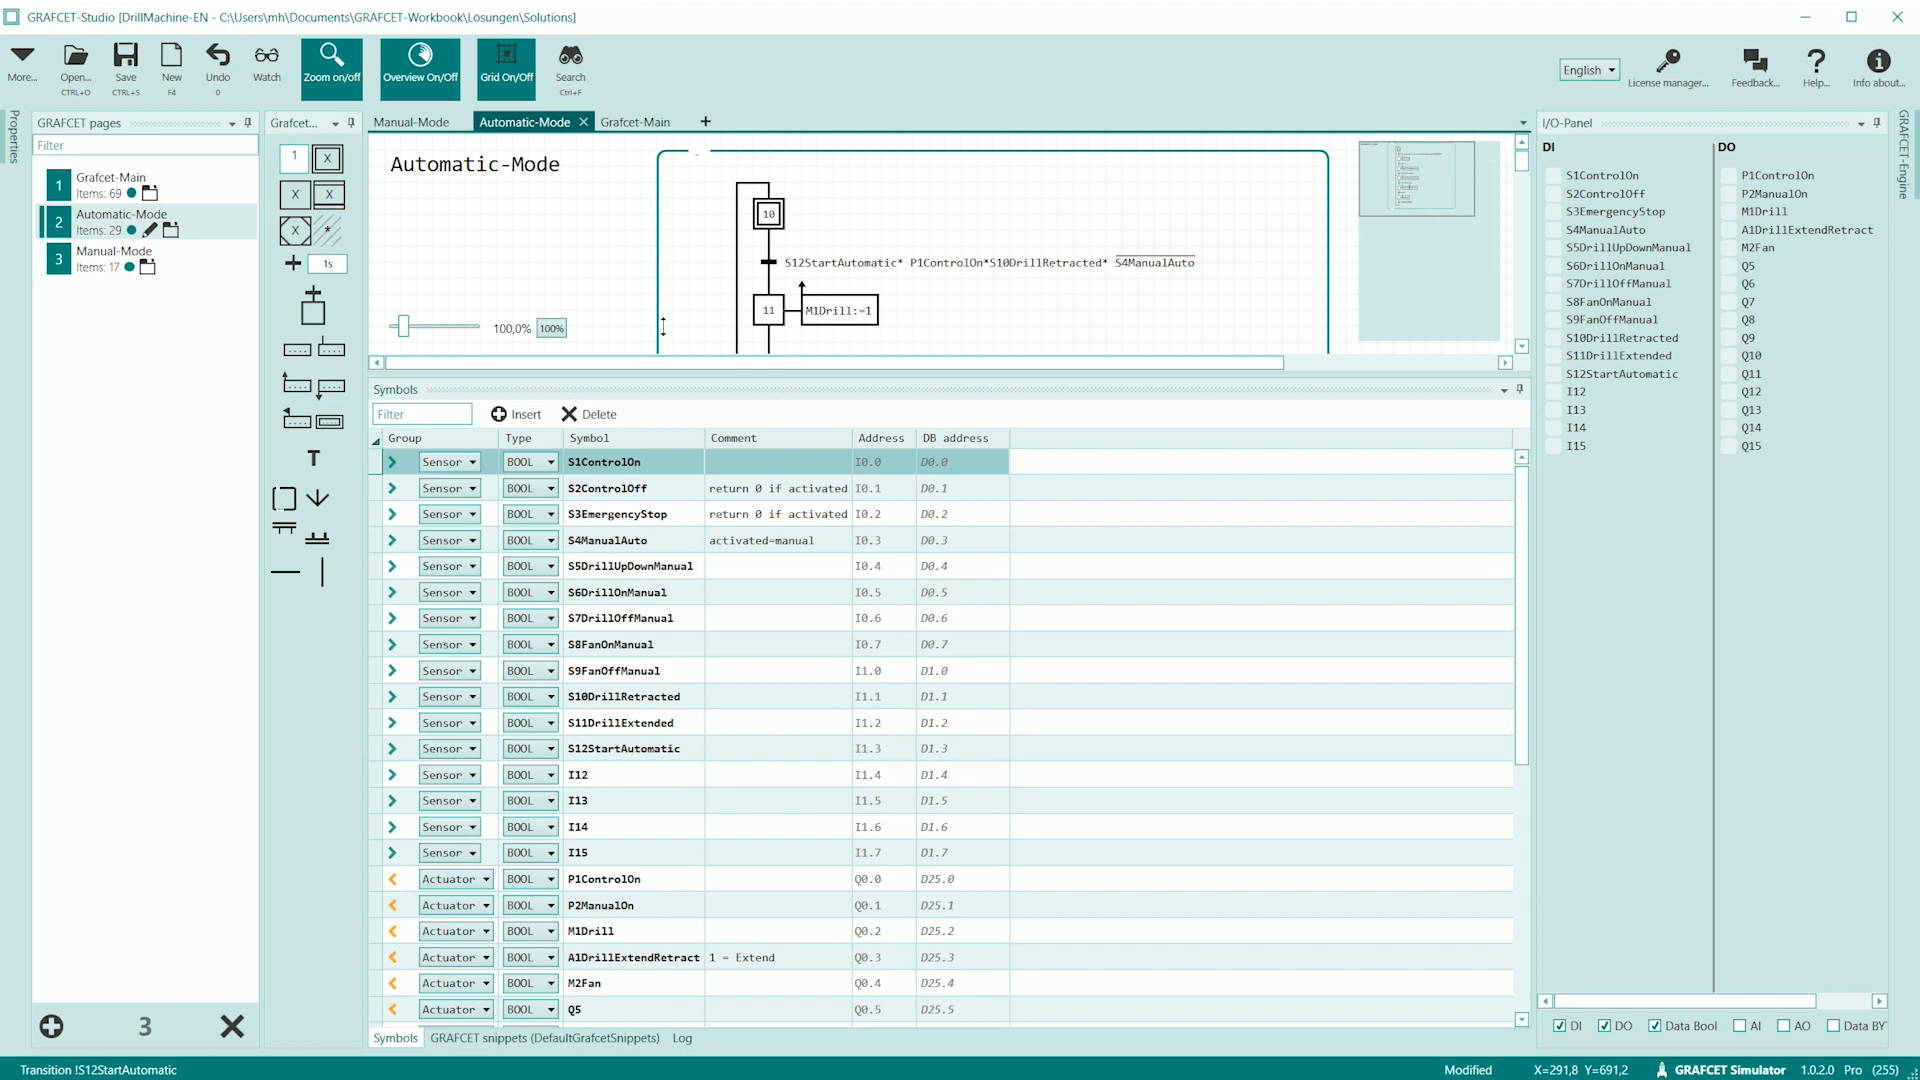 GRAFCET-Studio [DrillMachine-EN - C:\Users\mh\Documents\GRAFCET-Workbook\Lösungen\Solutions]
More...
Open...
CTRL+O
Save
CTRL+S
New
F4
Undo
0
Watch
Zoom on/off
Overview On/Off
Grid On/Off
Search
Ctrl+F
English
License manager...
Feedback...
Help...
Info about...
Properties
GRAFCET pages
Filter
1
Grafcet-Main
Items: 69
2
Automatic-Mode
Items: 29
3
Manual-Mode
Items: 17
3
Grafcet...
1
X
X
X
X
*
1s
T
Manual-Mode
Automatic-Mode
Grafcet-Main
Automatic-Mode
10
S12StartAutomatic* P1ControlOn*S10DrillRetracted* S4ManualAuto
11
M1Drill:=1
100,0%
100%
Symbols
Filter
Insert
Delete
Group Type Symbol Comment Address DB address
Sensor BOOL S1ControlOn I0.0 D0.0
Sensor BOOL S2ControlOff return 0 if activated I0.1 D0.1
Sensor BOOL S3EmergencyStop return 0 if activated I0.2 D0.2
Sensor BOOL S4ManualAuto activated=manual I0.3 D0.3
Sensor BOOL S5DrillUpDownManual I0.4 D0.4
Sensor BOOL S6DrillOnManual I0.5 D0.5
Sensor BOOL S7DrillOffManual I0.6 D0.6
Sensor BOOL S8FanOnManual I0.7 D0.7
Sensor BOOL S9FanOffManual I1.0 D1.0
Sensor BOOL S10DrillRetracted I1.1 D1.1
Sensor BOOL S11DrillExtended I1.2 D1.2
Sensor BOOL S12StartAutomatic I1.3 D1.3
Sensor BOOL I12 I1.4 D1.4
Sensor BOOL I13 I1.5 D1.5
Sensor BOOL I14 I1.6 D1.6
Sensor BOOL I15 I1.7 D1.7
Actuator BOOL P1ControlOn Q0.0 D25.0
Actuator BOOL P2ManualOn Q0.1 D25.1
Actuator BOOL M1Drill Q0.2 D25.2
Actuator BOOL A1DrillExtendRetract 1 = Extend Q0.3 D25.3
Actuator BOOL M2Fan Q0.4 D25.4
Actuator BOOL Q5 Q0.5 D25.5
Symbols
GRAFCET snippets (DefaultGrafcetSnippets)
Log
I/O-Panel
DI
S1ControlOn
S2ControlOff
S3EmergencyStop
S4ManualAuto
S5DrillUpDownManual
S6DrillOnManual
S7DrillOffManual
S8FanOnManual
S9FanOffManual
S10DrillRetracted
S11DrillExtended
S12StartAutomatic
I12
I13
I14
I15
DO
P1ControlOn
P2ManualOn
M1Drill
A1DrillExtendRetract
M2Fan
Q5
Q6
Q7
Q8
Q9
Q10
Q11
Q12
Q13
Q14
Q15
DI
DO
Data Bool
AI
AO
Data BY
GRAFCET-Engine
Transition !S12StartAutomatic
Modified
X=291,8 Y=691,2
GRAFCET Simulator
1.0.2.0
Pro
(255)